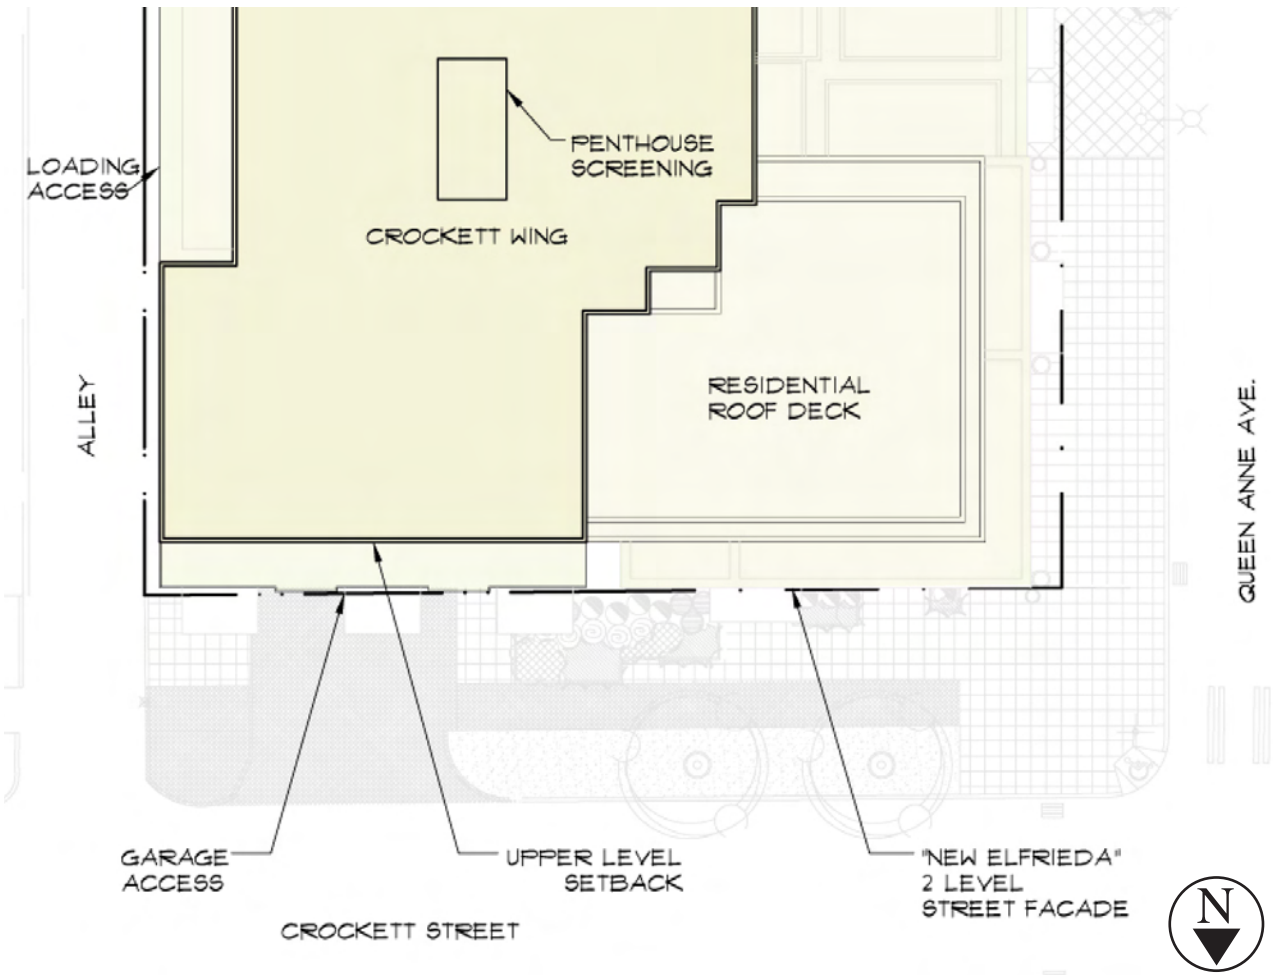 PENTHOUSE
SCREENING
LOADING
ACCESS
CROCKETT WING
RESIDENTIAL
ROOF DECK
ALLEY
QUEEN ANNE AVE.
GARAGE
ACCESS
UPPER LEVEL
SETBACK
"NEW ELFRIEDA"
2 LEVEL
STREET FACADE
CROCKETT STREET
N